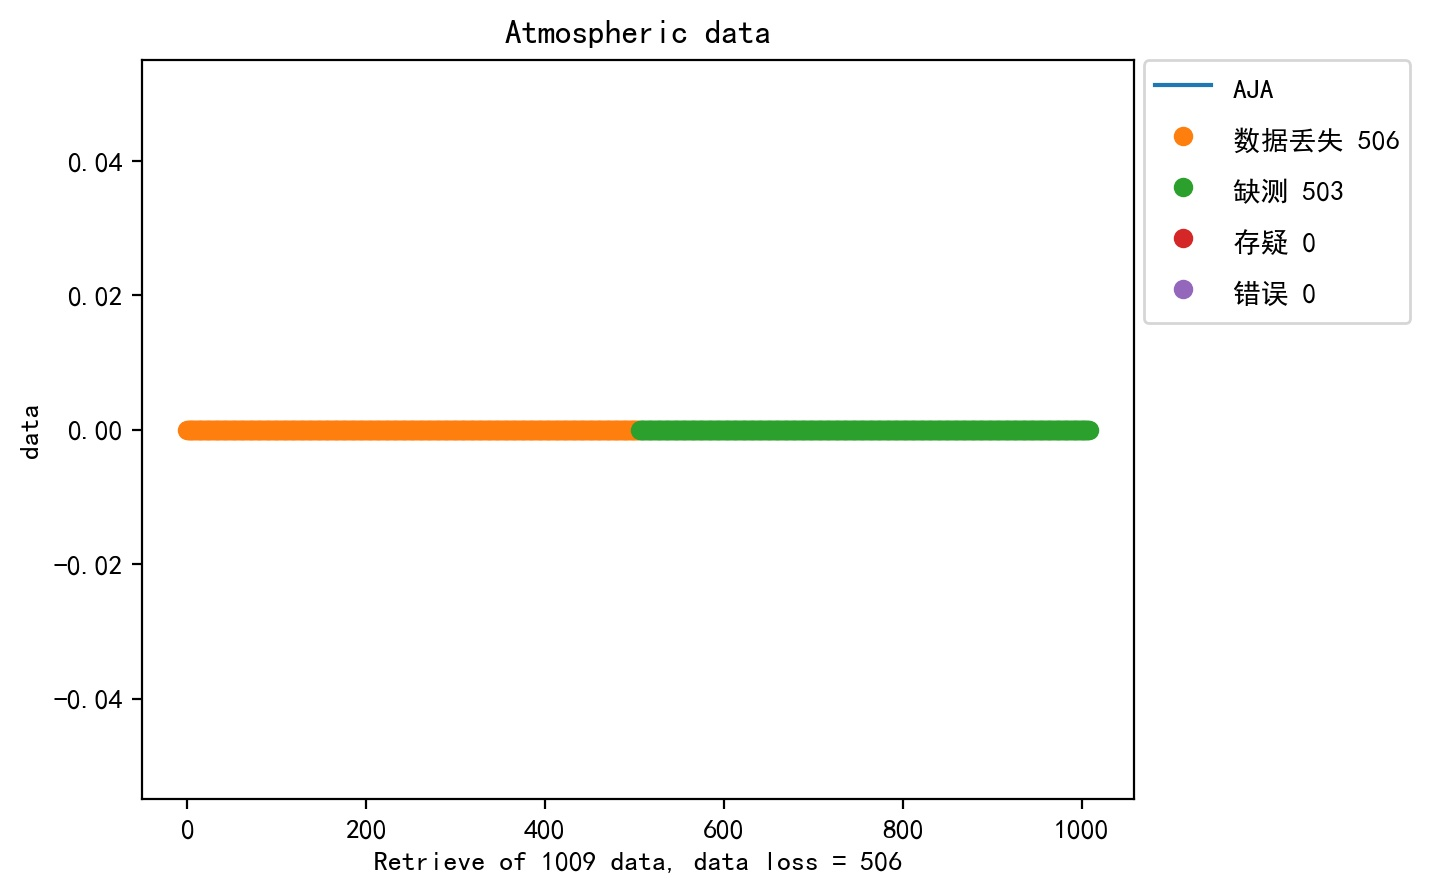 Atmospheric data
AJA
数据丢失 506
缺测 503
存疑 0
错误 0
0.04
0.02
0.00
-0.02
-0.04
data
0 200 400 600 800 1000
Retrieve of 1009 data, data loss = 506